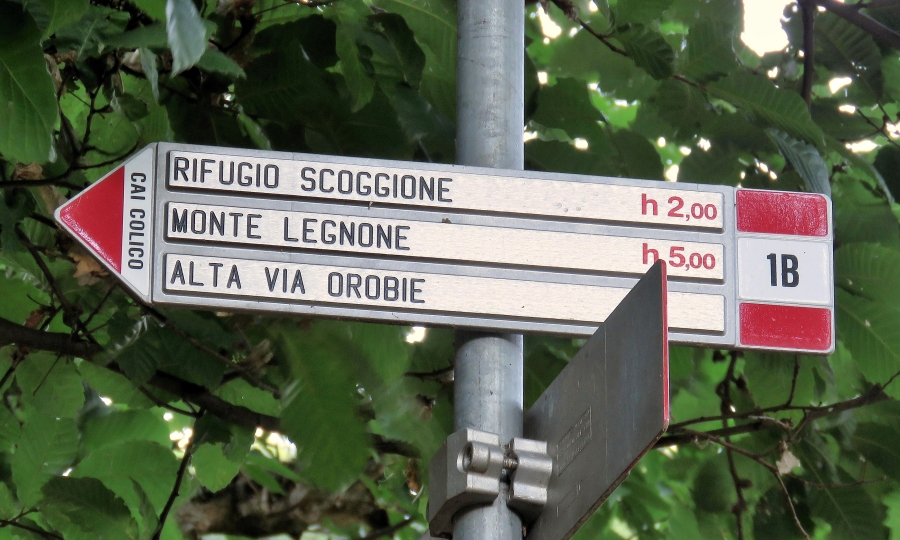 CAI COLICO
RIFUGIO SCOGGIONE h 2,00
MONTE LEGNONE h 5,00
ALTA VIA OROBIE
1B